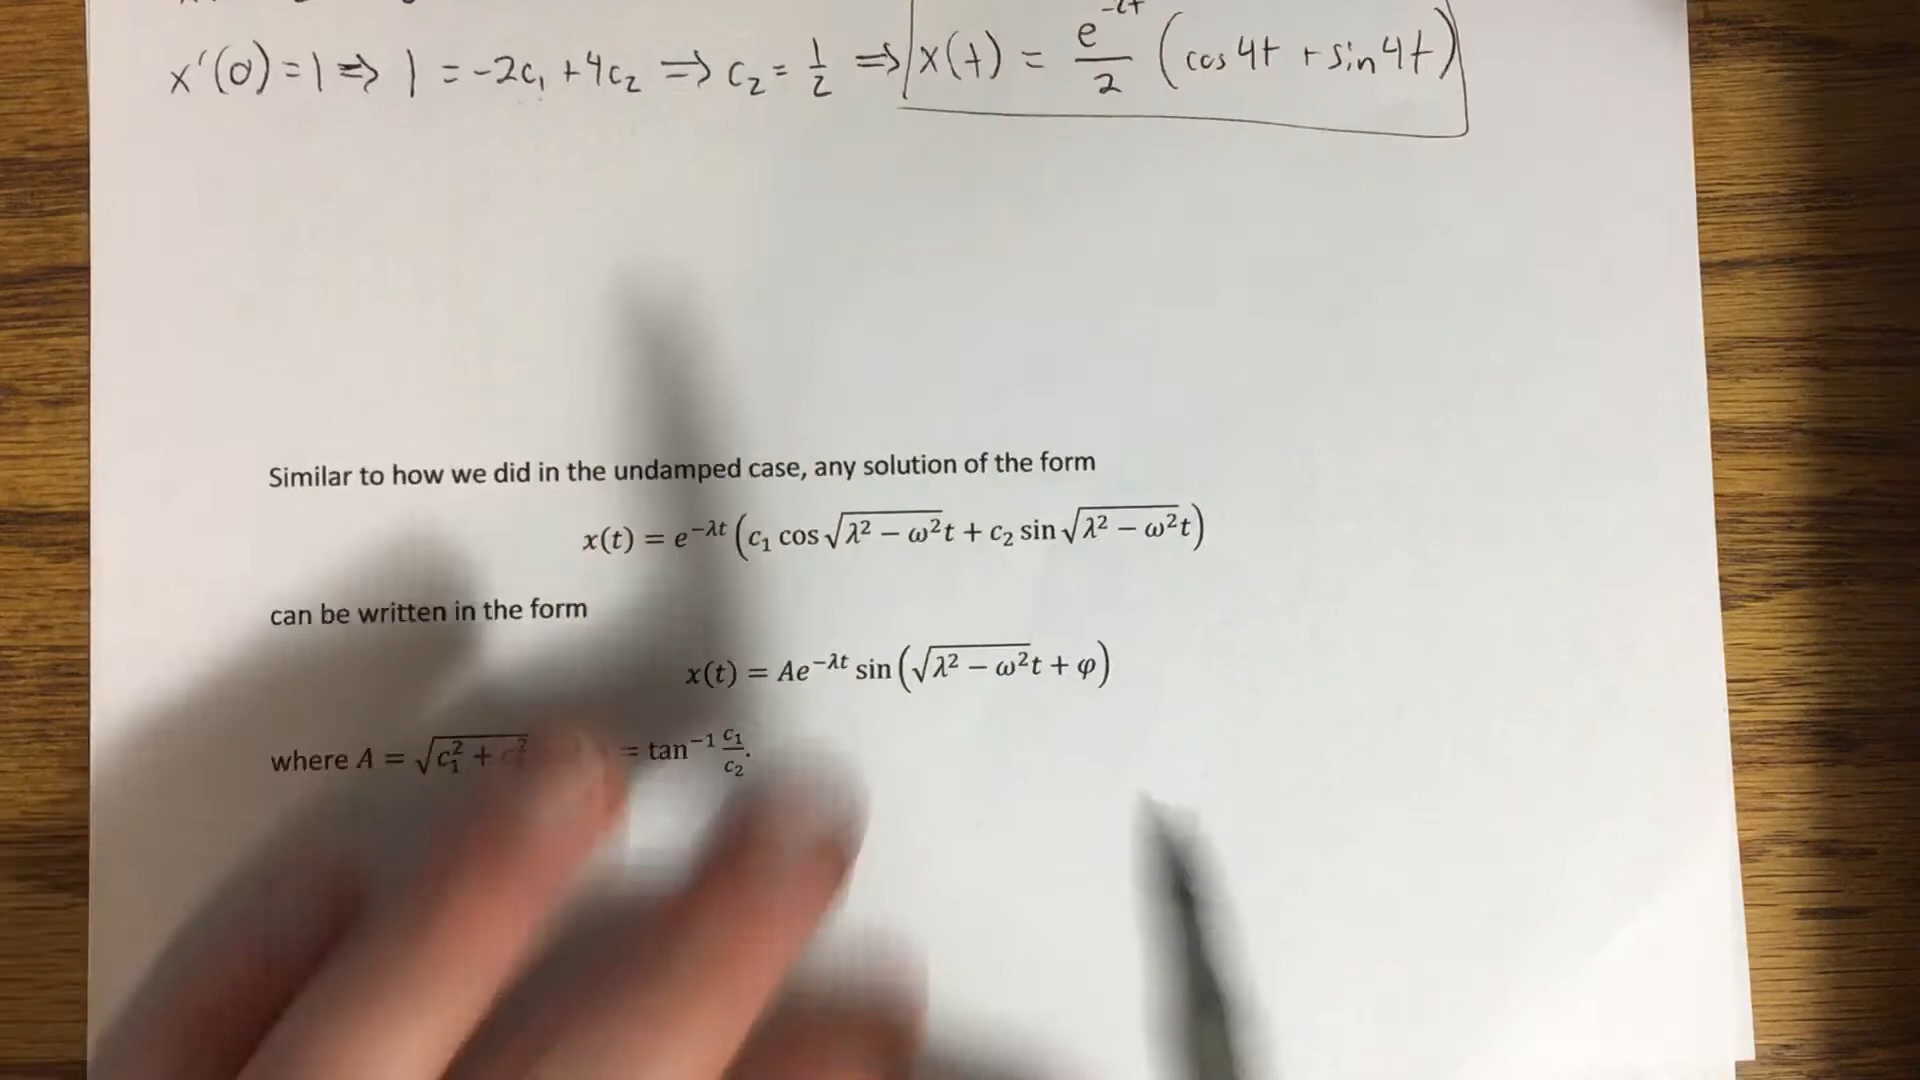 x'(0) = 1 ⇒ 1 = -2c₁ + 4c₂ ⇒ c₂ = 1/2 ⇒ x(t) = e^{-2t}/2 (cos 4t + sin 4t)
Similar to how we did in the undamped case, any solution of the form
x(t) = e^{−λt} (c₁ cos √(λ² − ω²)t + c₂ sin √(λ² − ω²)t)
can be written in the form
x(t) = Ae^{−λt} sin (√(λ² − ω²)t + φ)
where A = √(c₁² + c₂²) = tan⁻¹ c₁/c₂.